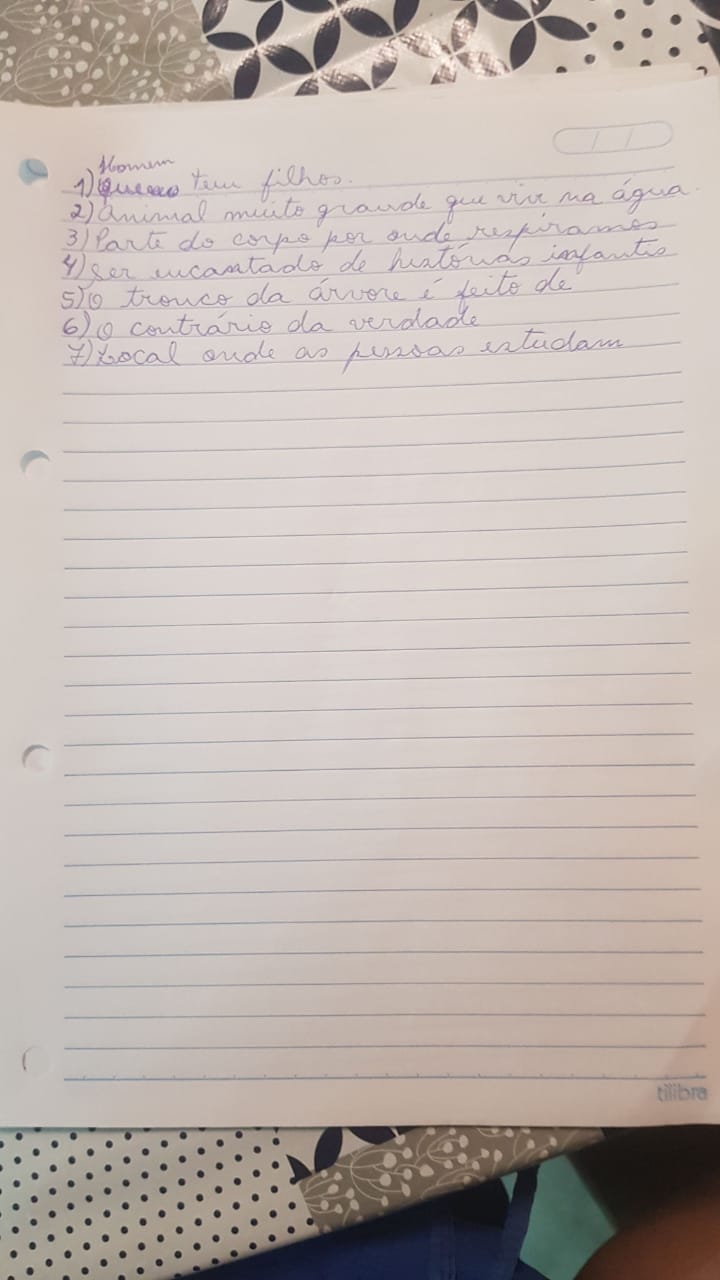 Homem
1) quem tem filhos.
2) Animal muito grande que vive na água.
3) Parte do corpo por onde respiramos
4) Ser encantado de histórias infantis
5) O tronco da árvore é feito de
6) O contrário da verdade
7) Local onde as pessoas estudam
tilibra